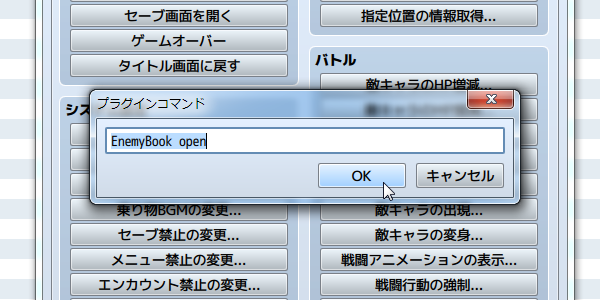 セーブ画面を開く
ゲームオーバー
タイトル画面に戻す
指定位置の情報取得...
バトル
敵キャラのHP増減...
シス
プラグインコマンド
EnemyBook open
OK
キャンセル
乗り物BGMの変更...
セーブ禁止の変更...
メニュー禁止の変更...
エンカウント禁止の変更...
敵キャラの出現...
敵キャラの変身...
戦闘アニメーションの表示...
戦闘行動の強制...